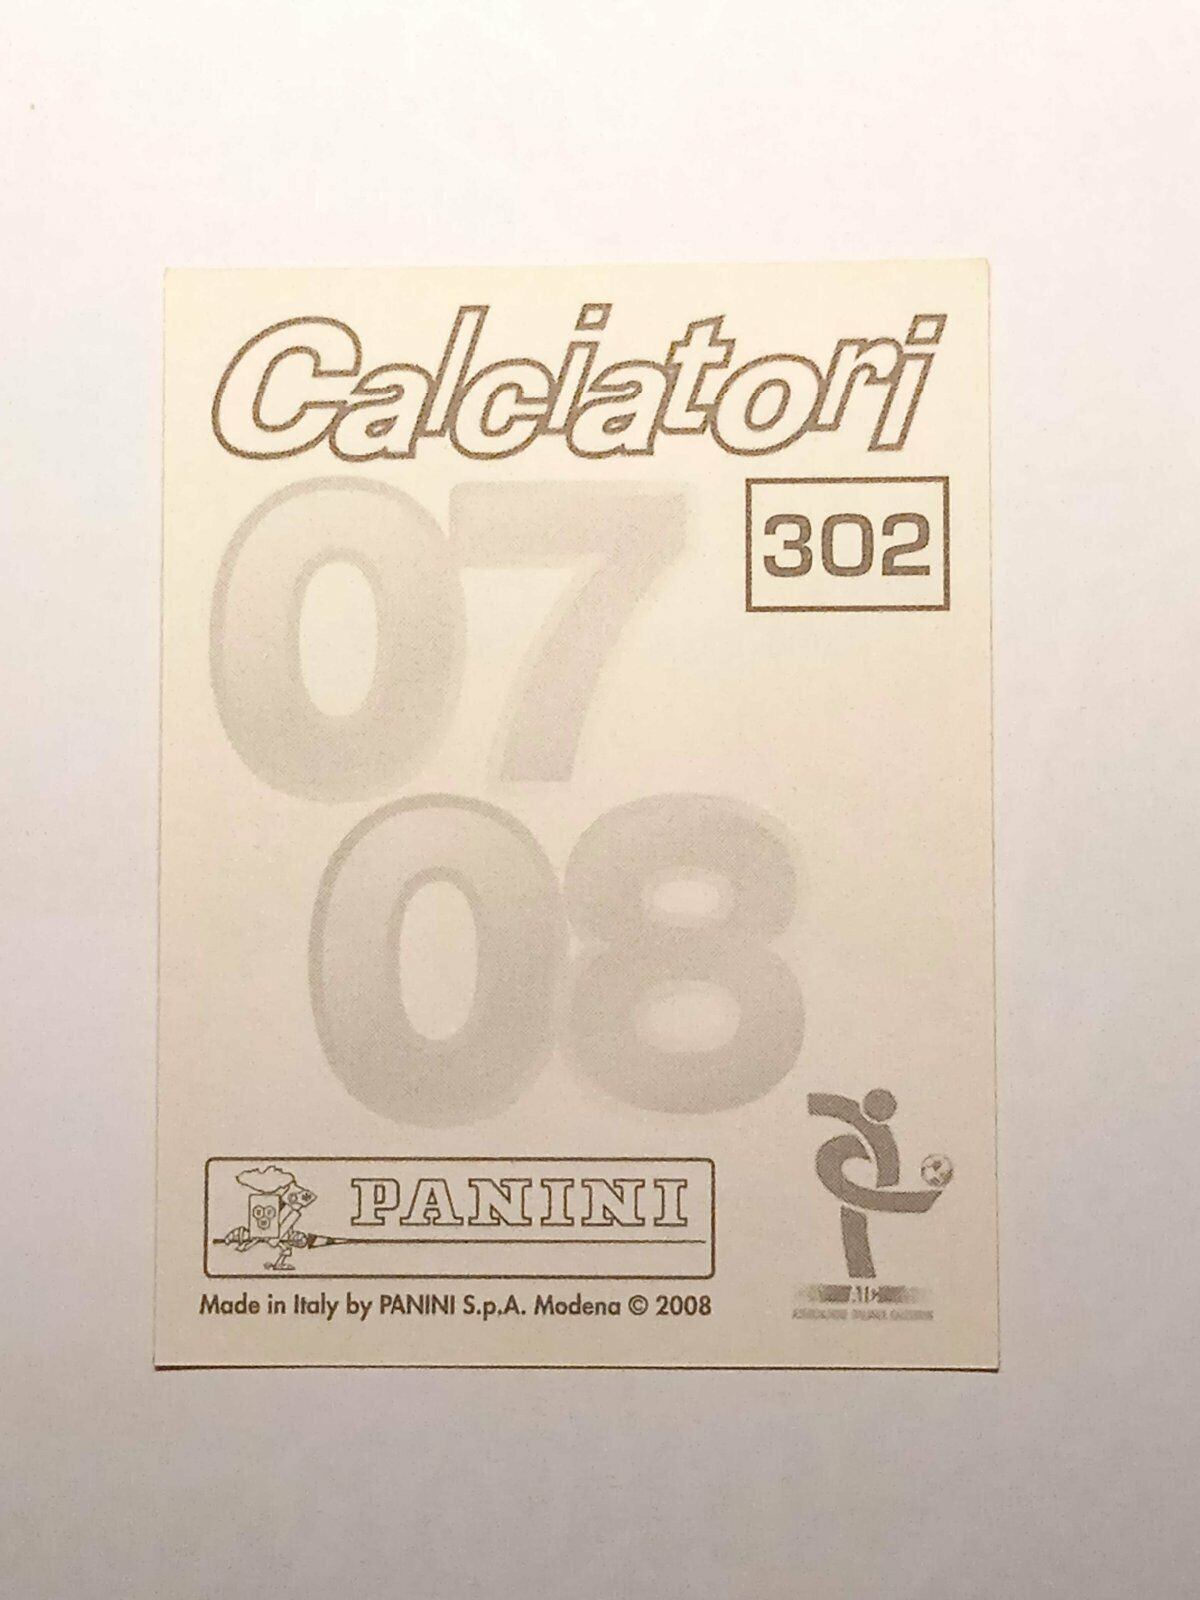 Calciatori
07
302
08
PANINI
Made in Italy by PANINI S.p.A. Modena © 2008